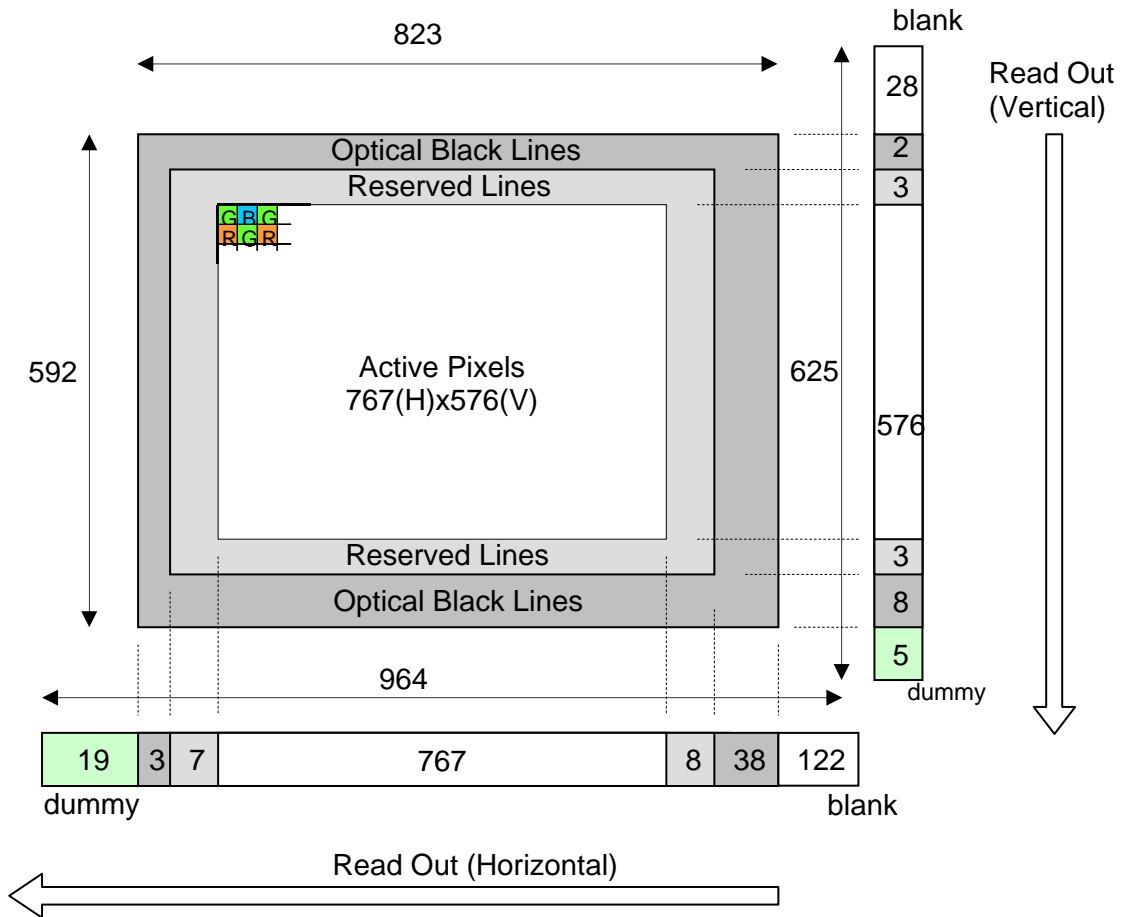 blank
823
28
Read Out
(Vertical)
Optical Black Lines
2
Reserved Lines
3
G B G
R G R
Active Pixels
767(H)x576(V)
592
625
576
Reserved Lines
3
Optical Black Lines
8
5
dummy
964
19 3 7 767 8 38 122
dummy
blank
Read Out (Horizontal)